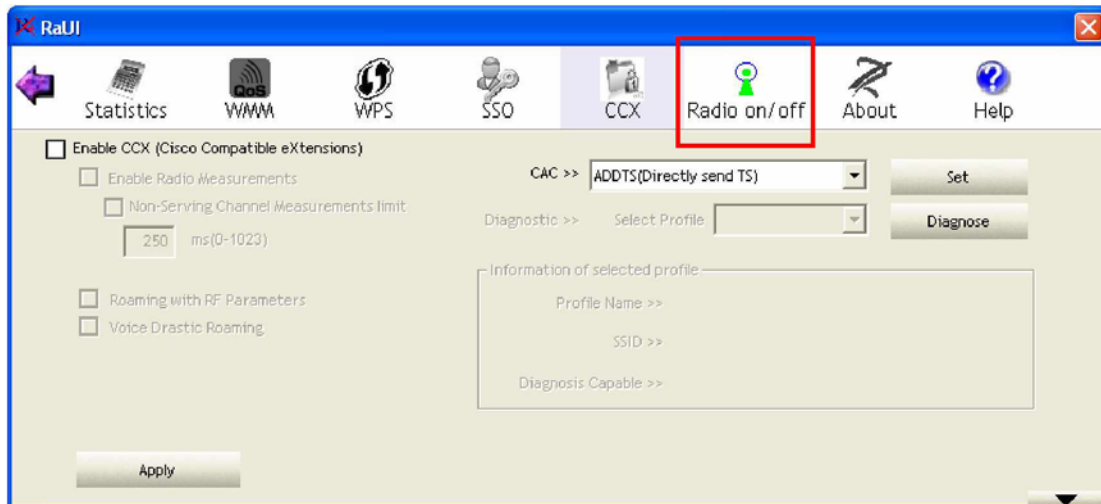 RaUI
Statistics
QoS
WMM
WPS
SSO
CCX
Radio on/off
About
Help
Enable CCX (Cisco Compatible eXtensions)
Enable Radio Measurements
Non-Serving Channel Measurements limit
250 ms(0-1023)
Roaming with RF Parameters
Voice Drastic Roaming
CAC >> ADDTS(Directly send TS) Set
Diagnostic >> Select Profile Diagnose
Information of selected profile
Profile Name >>
SSID >>
Diagnosis Capable >>
Apply